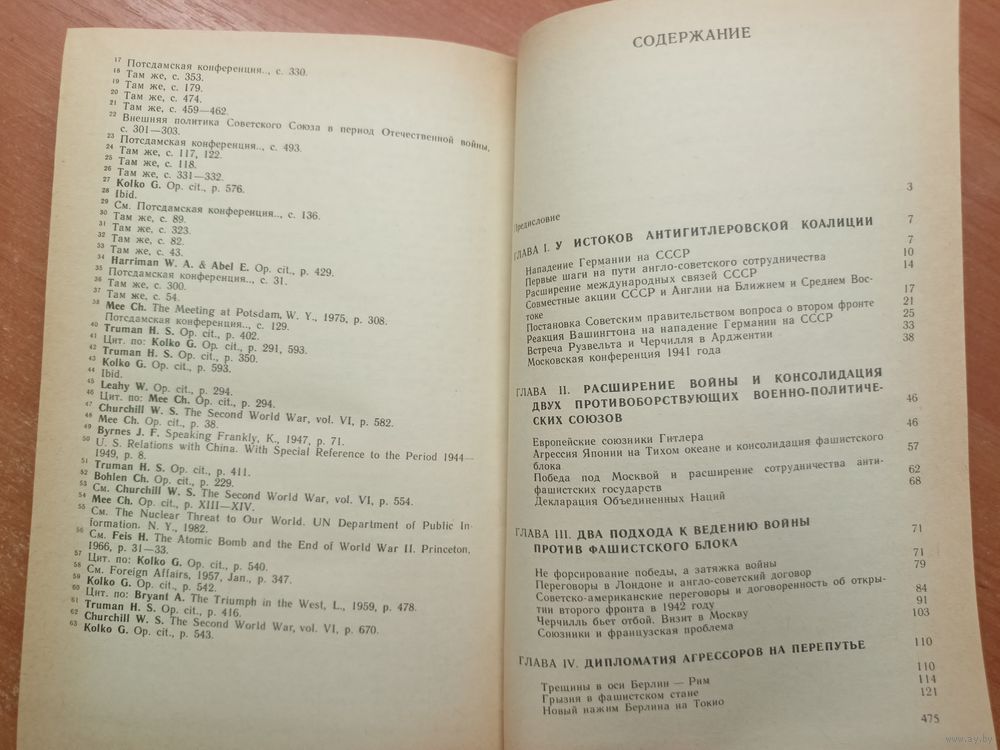 17 Потсдамская конференция.., с. 330.
18 Там же, с. 353.
19 Там же, с. 179.
20 Там же, с. 474.
21 Там же, с. 459—462.
22 Внешняя политика Советского Союза в период Отечественной войны,
с. 301—303.
23 Потсдамская конференция.., с. 493.
24 Там же, с. 117, 122.
25 Там же, с. 118.
26 Там же, с. 331—332.
27 Kolko G. Op. cit., p. 576.
28 Ibid.
29 См. Потсдамская конференция.., с. 136.
30 Там же, с. 89.
31 Там же, с. 323.
32 Там же, с. 82.
33 Там же, с. 43.
34 Harriman W. A. & Abel E. Op. cit., p. 429.
35 Потсдамская конференция.., с. 31.
36 Там же, с. 300.
37 Там же, с. 54.
38 Mee Ch. The Meeting at Potsdam, W. Y., 1975, p. 308.
Потсдамская конференция.., с. 129.
40 Truman H. S. Op. cit., p. 402.
41 Цит. по: Kolko G. Op. cit., p. 291, 593.
42 Truman H. S. Op. cit., p. 350.
43 Kolko G. Op. cit., p. 593.
44 Ibid.
45 Leahy W. Op. cit., p. 294.
46 Цит. по: Mee Ch. Op. cit., p. 294.
47 Churchill W. S. The Second World War, vol. VI, p. 582.
48 Mee Ch. Op. cit., p. 38.
49 Byrnes J. F. Speaking Frankly, K., 1947, p. 71.
50 U. S. Relations with China. With Special Reference to the Period 1944—
1949, p. 8.
51 Truman H. S. Op. cit., p. 411.
52 Bohlen Ch. Op. cit., p. 229.
53 См. Churchill W. S. The Second World War, vol. VI, p. 554.
54 Mee Ch. Op. cit., p. XIII—XIV.
55 См. The Nuclear Threat to Our World. UN Department of Public In-
formation. N. Y., 1982.
56 См. Feis H. The Atomic Bomb and the End of World War II. Princeton,
1966, p. 31—33.
57 Цит. по: Kolko G. Op. cit., p. 540.
58 См. Foreign Affairs, 1957, Jan., p. 347.
59 Kolko G. Op. cit., p. 542.
60 Цит. по: Bryant A. The Triumph in the West, L., 1959, p. 478.
61 Truman H. S. Op. cit., p. 416.
62 Churchill W. S. The Second World War, vol. VI, p. 670.
63 Kolko G. Op. cit., p. 543.
СОДЕРЖАНИЕ
Предисловие 3
ГЛАВА I. У ИСТОКОВ АНТИГИТЛЕРОВСКОЙ КОАЛИЦИИ 7
Нападение Германии на СССР 7
Первые шаги на пути англо-советского сотрудничества 10
Расширение международных связей СССР 14
Совместные акции СССР и Англии на Ближнем и Среднем Вос-
токе 17
Постановка Советским правительством вопроса о втором фронте 21
Реакция Вашингтона на нападение Германии на СССР 25
Встреча Рузвельта и Черчилля в Арджентии 33
Московская конференция 1941 года 38
ГЛАВА II. РАСШИРЕНИЕ ВОЙНЫ И КОНСОЛИДАЦИЯ
ДВУХ ПРОТИВОБОРСТВУЮЩИХ ВОЕННО-ПОЛИТИЧЕ-
СКИХ СОЮЗОВ 46
Европейские союзники Гитлера 46
Агрессия Японии на Тихом океане и консолидация фашистского
блока 57
Победа под Москвой и расширение сотрудничества анти-
фашистских государств 62
Декларация Объединенных Наций 68
ГЛАВА III. ДВА ПОДХОДА К ВЕДЕНИЮ ВОЙНЫ
ПРОТИВ ФАШИСТСКОГО БЛОКА 71
Не форсирование победы, а затяжка войны 71
Переговоры в Лондоне и англо-советский договор 79
Советско-американские переговоры и договоренность об откры-
тии второго фронта в 1942 году 84
Черчилль бьет отбой. Визит в Москву 91
Союзники и французская проблема 103
ГЛАВА IV. ДИПЛОМАТИЯ АГРЕССОРОВ НА ПЕРЕПУТЬЕ 110
Трещины в оси Берлин — Рим 110
Грызня в фашистском стане 114
Новый нажим Берлина на Токио 121
475
www.ay.by